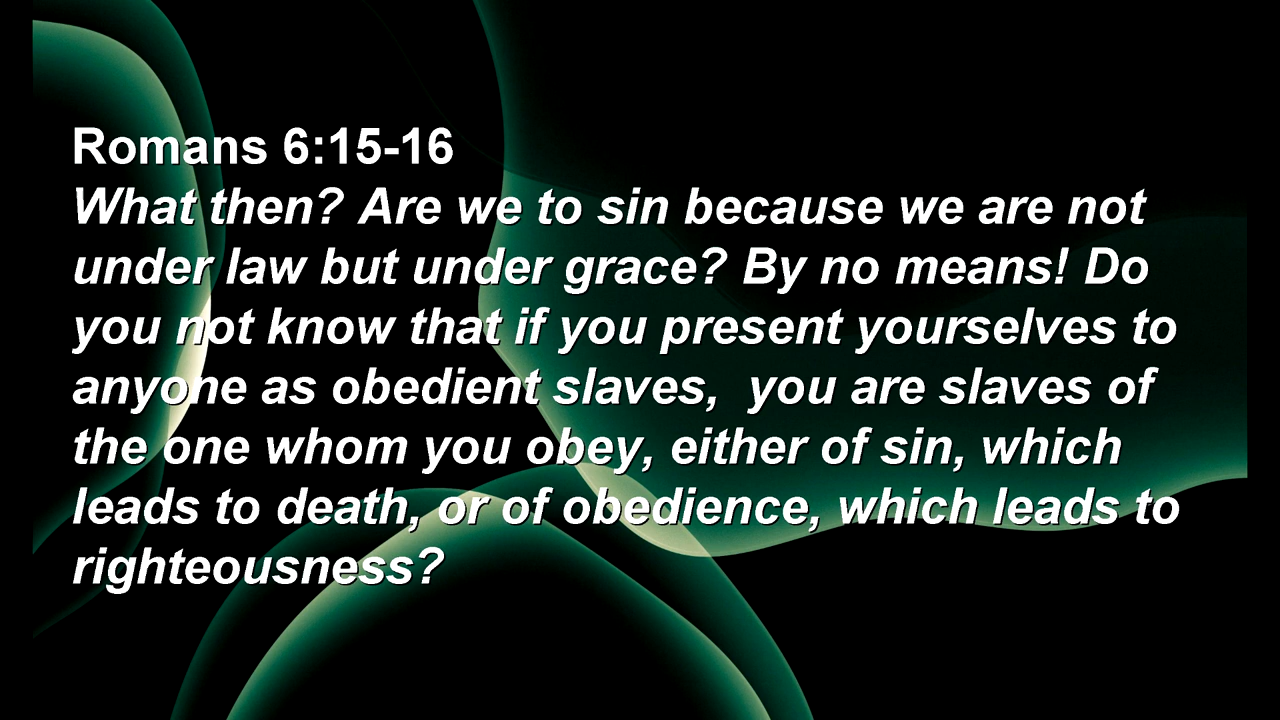 Romans 6:15-16
What then? Are we to sin because we are not
under law but under grace? By no means! Do
you not know that if you present yourselves to
anyone as obedient slaves,  you are slaves of
the one whom you obey, either of sin, which
leads to death, or of obedience, which leads to
righteousness?